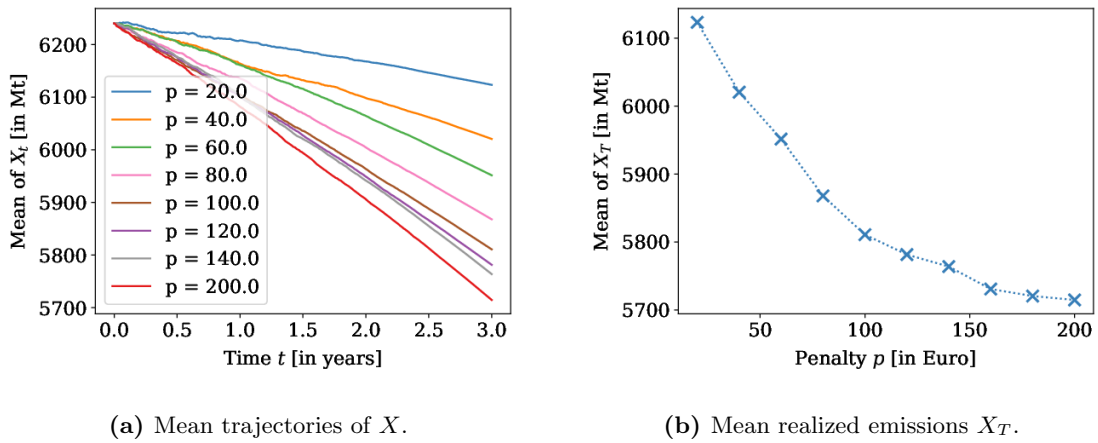 6200
6100
6000
5900
5800
5700
Mean of X_t [in Mt]
p = 20.0
p = 40.0
p = 60.0
p = 80.0
p = 100.0
p = 120.0
p = 140.0
p = 200.0
0.0 0.5 1.0 1.5 2.0 2.5 3.0
Time t [in years]
(a) Mean trajectories of X.
6100
6000
5900
5800
5700
Mean of X_T [in Mt]
50 100 150 200
Penalty p [in Euro]
(b) Mean realized emissions X_T.